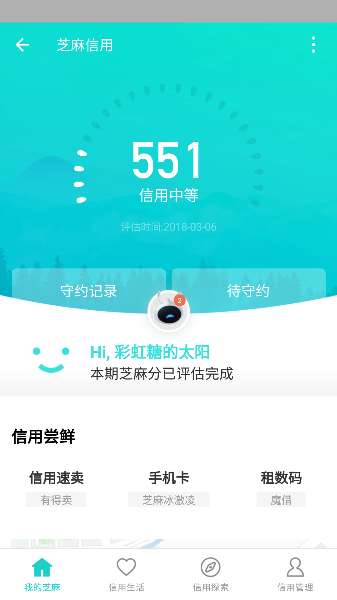 芝麻信用
551
信用中等
评估时间:2018-03-06
守约记录
待守约
2
Hi, 彩虹糖的太阳
本期芝麻分已评估完成
信用尝鲜
信用速卖
手机卡
租数码
有得卖
芝麻冰激凌
魔借
我的芝麻
信用生活
信用探索
信用管理